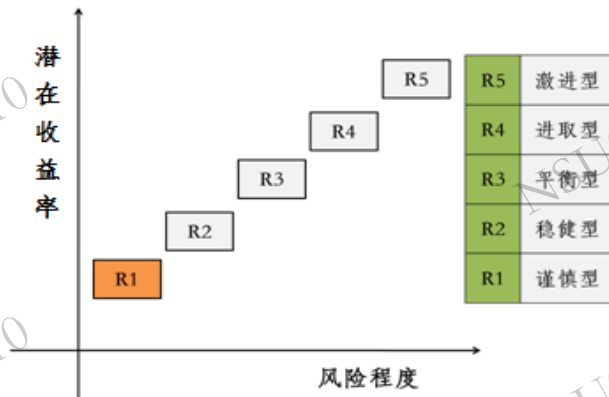 潜在收益率
R5
R4
R3
R2
R1
风险程度
R5 激进型
R4 进取型
R3 平衡型
R2 稳健型
R1 谨慎型